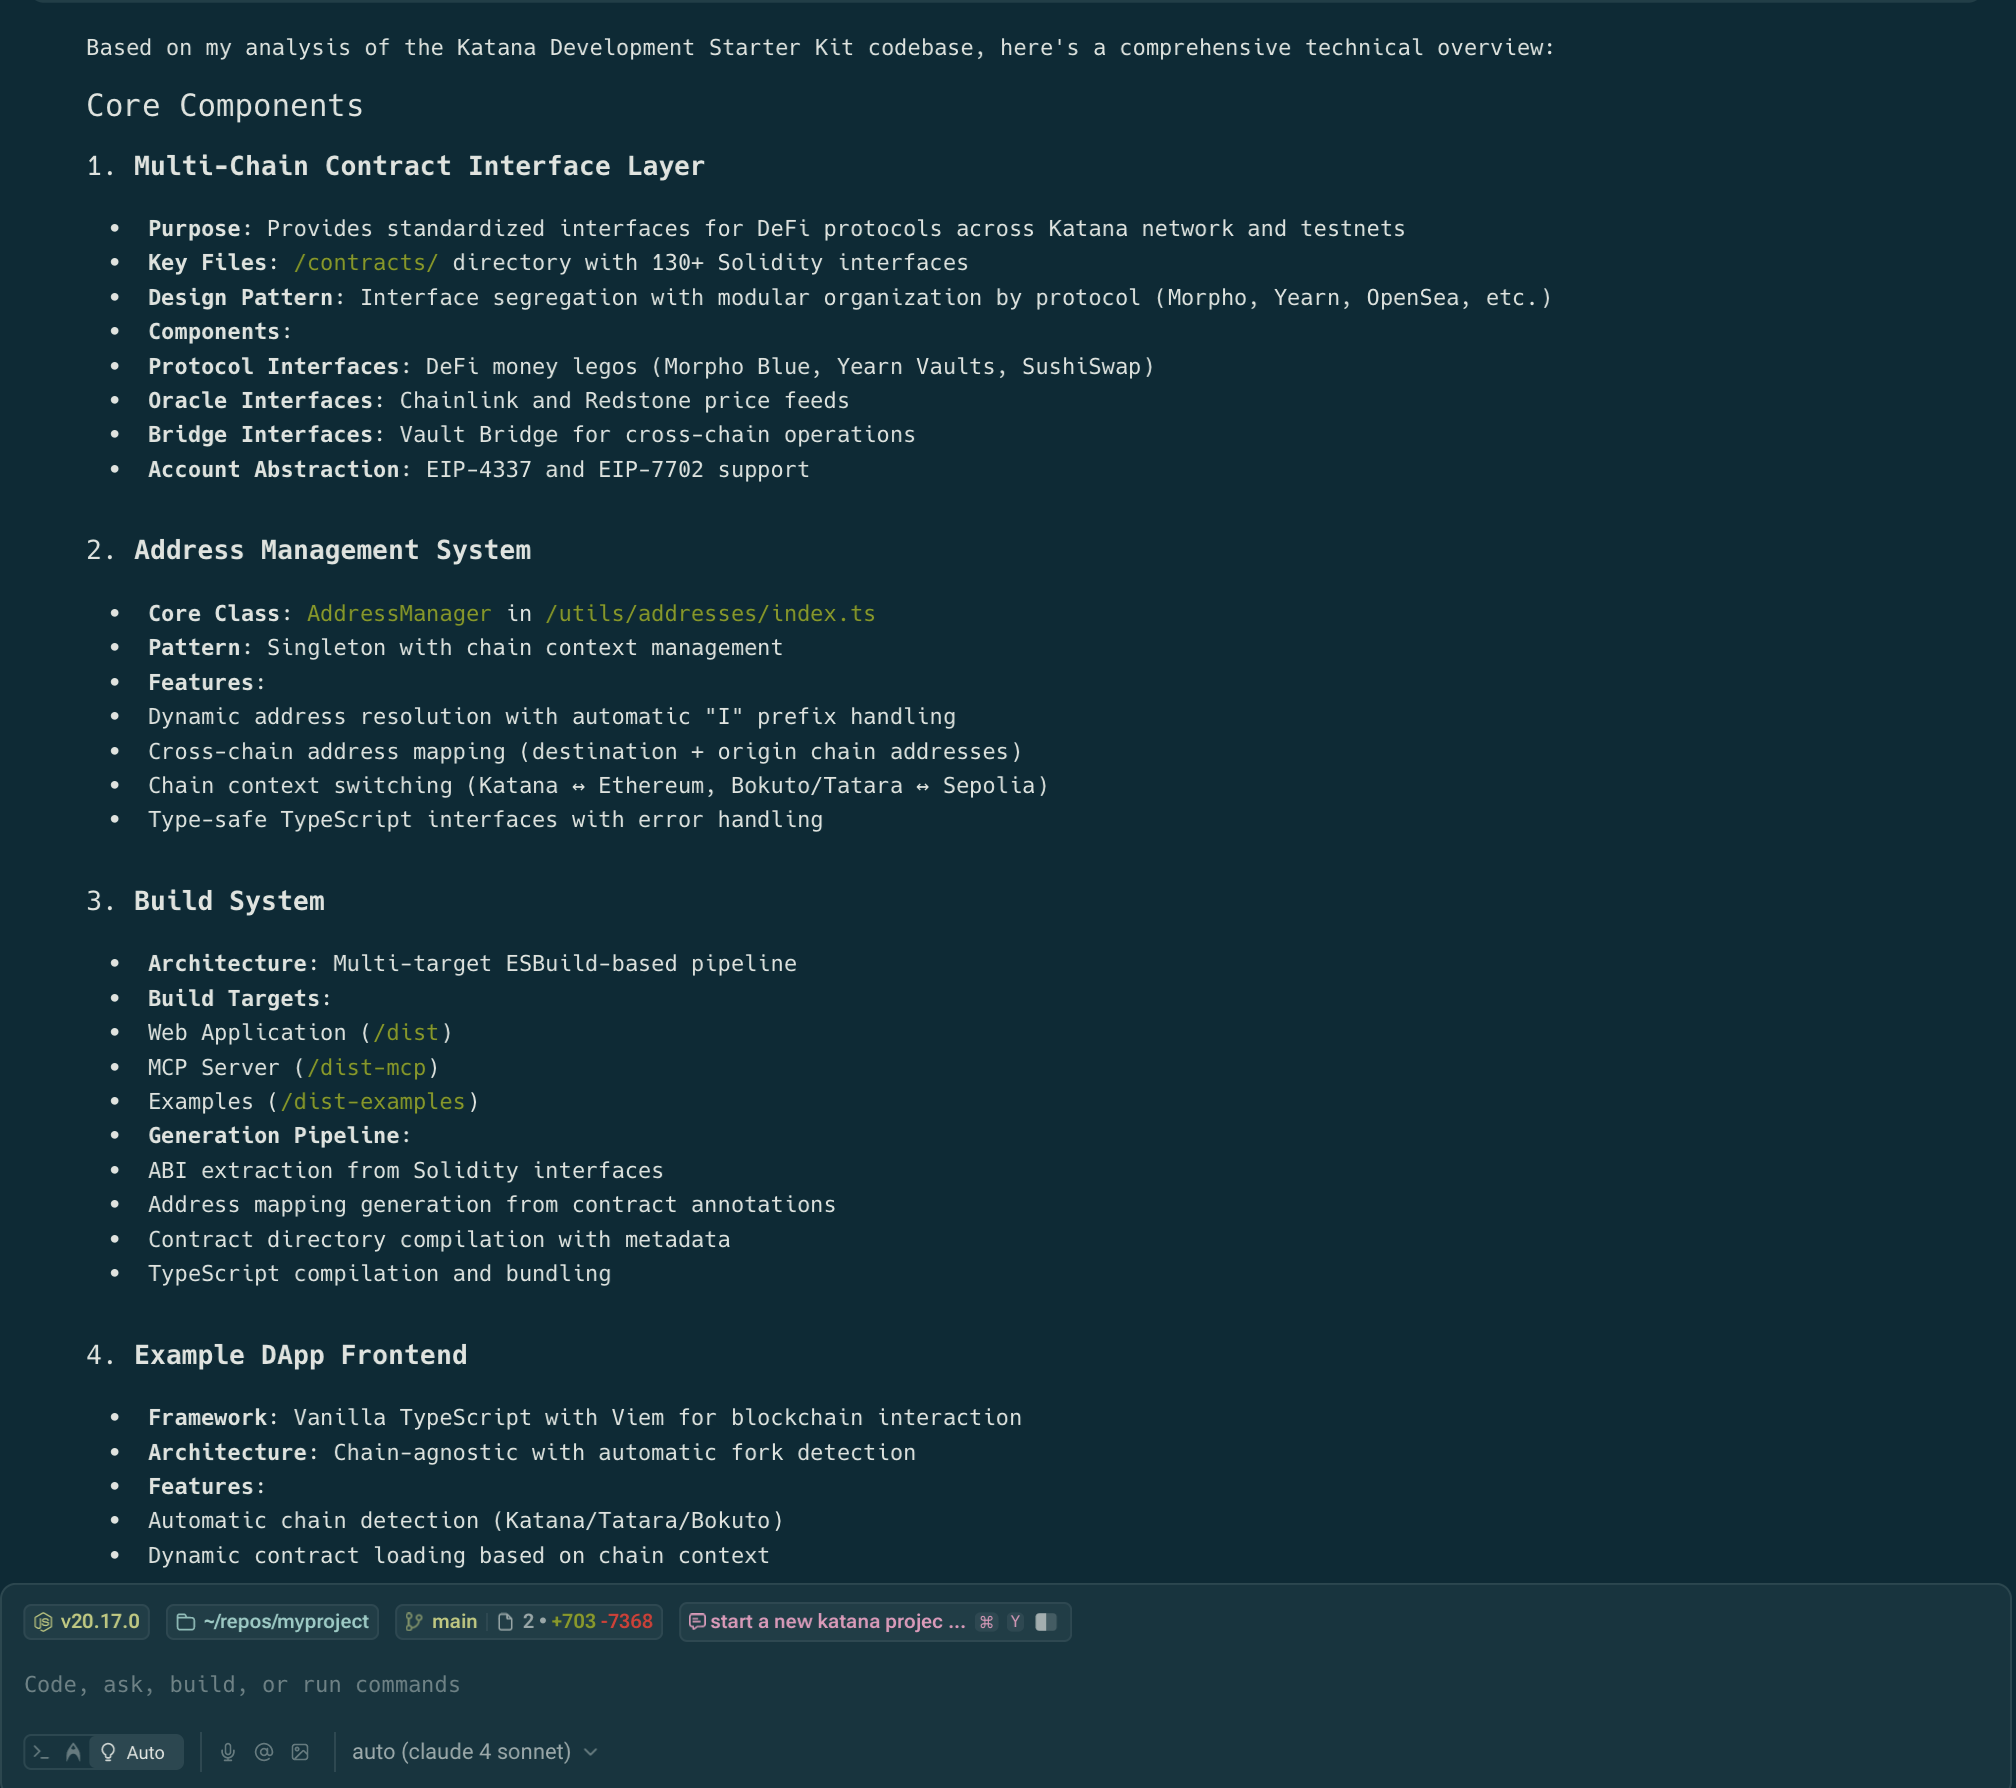 Based on my analysis of the Katana Development Starter Kit codebase, here's a comprehensive technical overview:
Core Components
1. Multi-Chain Contract Interface Layer
• Purpose: Provides standardized interfaces for DeFi protocols across Katana network and testnets
• Key Files: /contracts/ directory with 130+ Solidity interfaces
• Design Pattern: Interface segregation with modular organization by protocol (Morpho, Yearn, OpenSea, etc.)
• Components:
• Protocol Interfaces: DeFi money legos (Morpho Blue, Yearn Vaults, SushiSwap)
• Oracle Interfaces: Chainlink and Redstone price feeds
• Bridge Interfaces: Vault Bridge for cross-chain operations
• Account Abstraction: EIP-4337 and EIP-7702 support
2. Address Management System
• Core Class: AddressManager in /utils/addresses/index.ts
• Pattern: Singleton with chain context management
• Features:
• Dynamic address resolution with automatic "I" prefix handling
• Cross-chain address mapping (destination + origin chain addresses)
• Chain context switching (Katana ↔ Ethereum, Bokuto/Tatara ↔ Sepolia)
• Type-safe TypeScript interfaces with error handling
3. Build System
• Architecture: Multi-target ESBuild-based pipeline
• Build Targets:
• Web Application (/dist)
• MCP Server (/dist-mcp)
• Examples (/dist-examples)
• Generation Pipeline:
• ABI extraction from Solidity interfaces
• Address mapping generation from contract annotations
• Contract directory compilation with metadata
• TypeScript compilation and bundling
4. Example DApp Frontend
• Framework: Vanilla TypeScript with Viem for blockchain interaction
• Architecture: Chain-agnostic with automatic fork detection
• Features:
• Automatic chain detection (Katana/Tatara/Bokuto)
• Dynamic contract loading based on chain context
v20.17.0 ~/repos/myproject main 2 • +703 -7368 start a new katana projec ... ⌘ Y
Code, ask, build, or run commands
Auto auto (claude 4 sonnet)